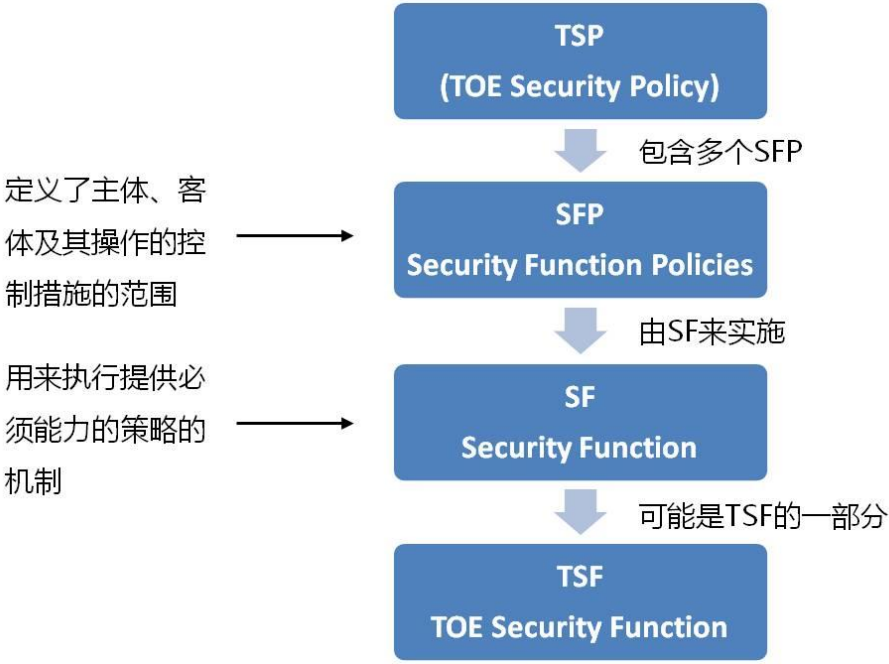 TSP
(TOE Security Policy)
包含多个SFP
定义了主体、客
体及其操作的控
制措施的范围
SFP
Security Function Policies
由SF来实施
用来执行提供必
须能力的策略的
机制
SF
Security Function
可能是TSF的一部分
TSF
TOE Security Function